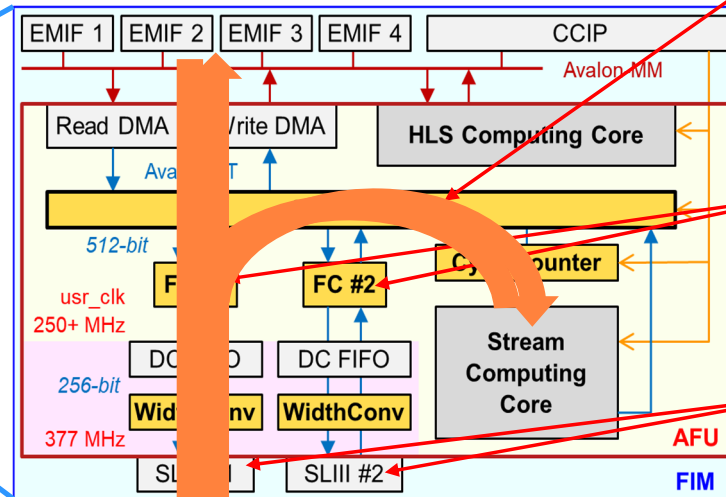 EMIF 1
EMIF 2
EMIF 3
EMIF 4
CCIP
Avalon-MM
Read DMA
DMA
HLS Computing Core
512-bit
usr_clk
250+ MHz
FC #2
Stream
Computing
Core
DC FIFO
256-bit
WidthConv
377 MHz
AFU
SLIII #2
FIM